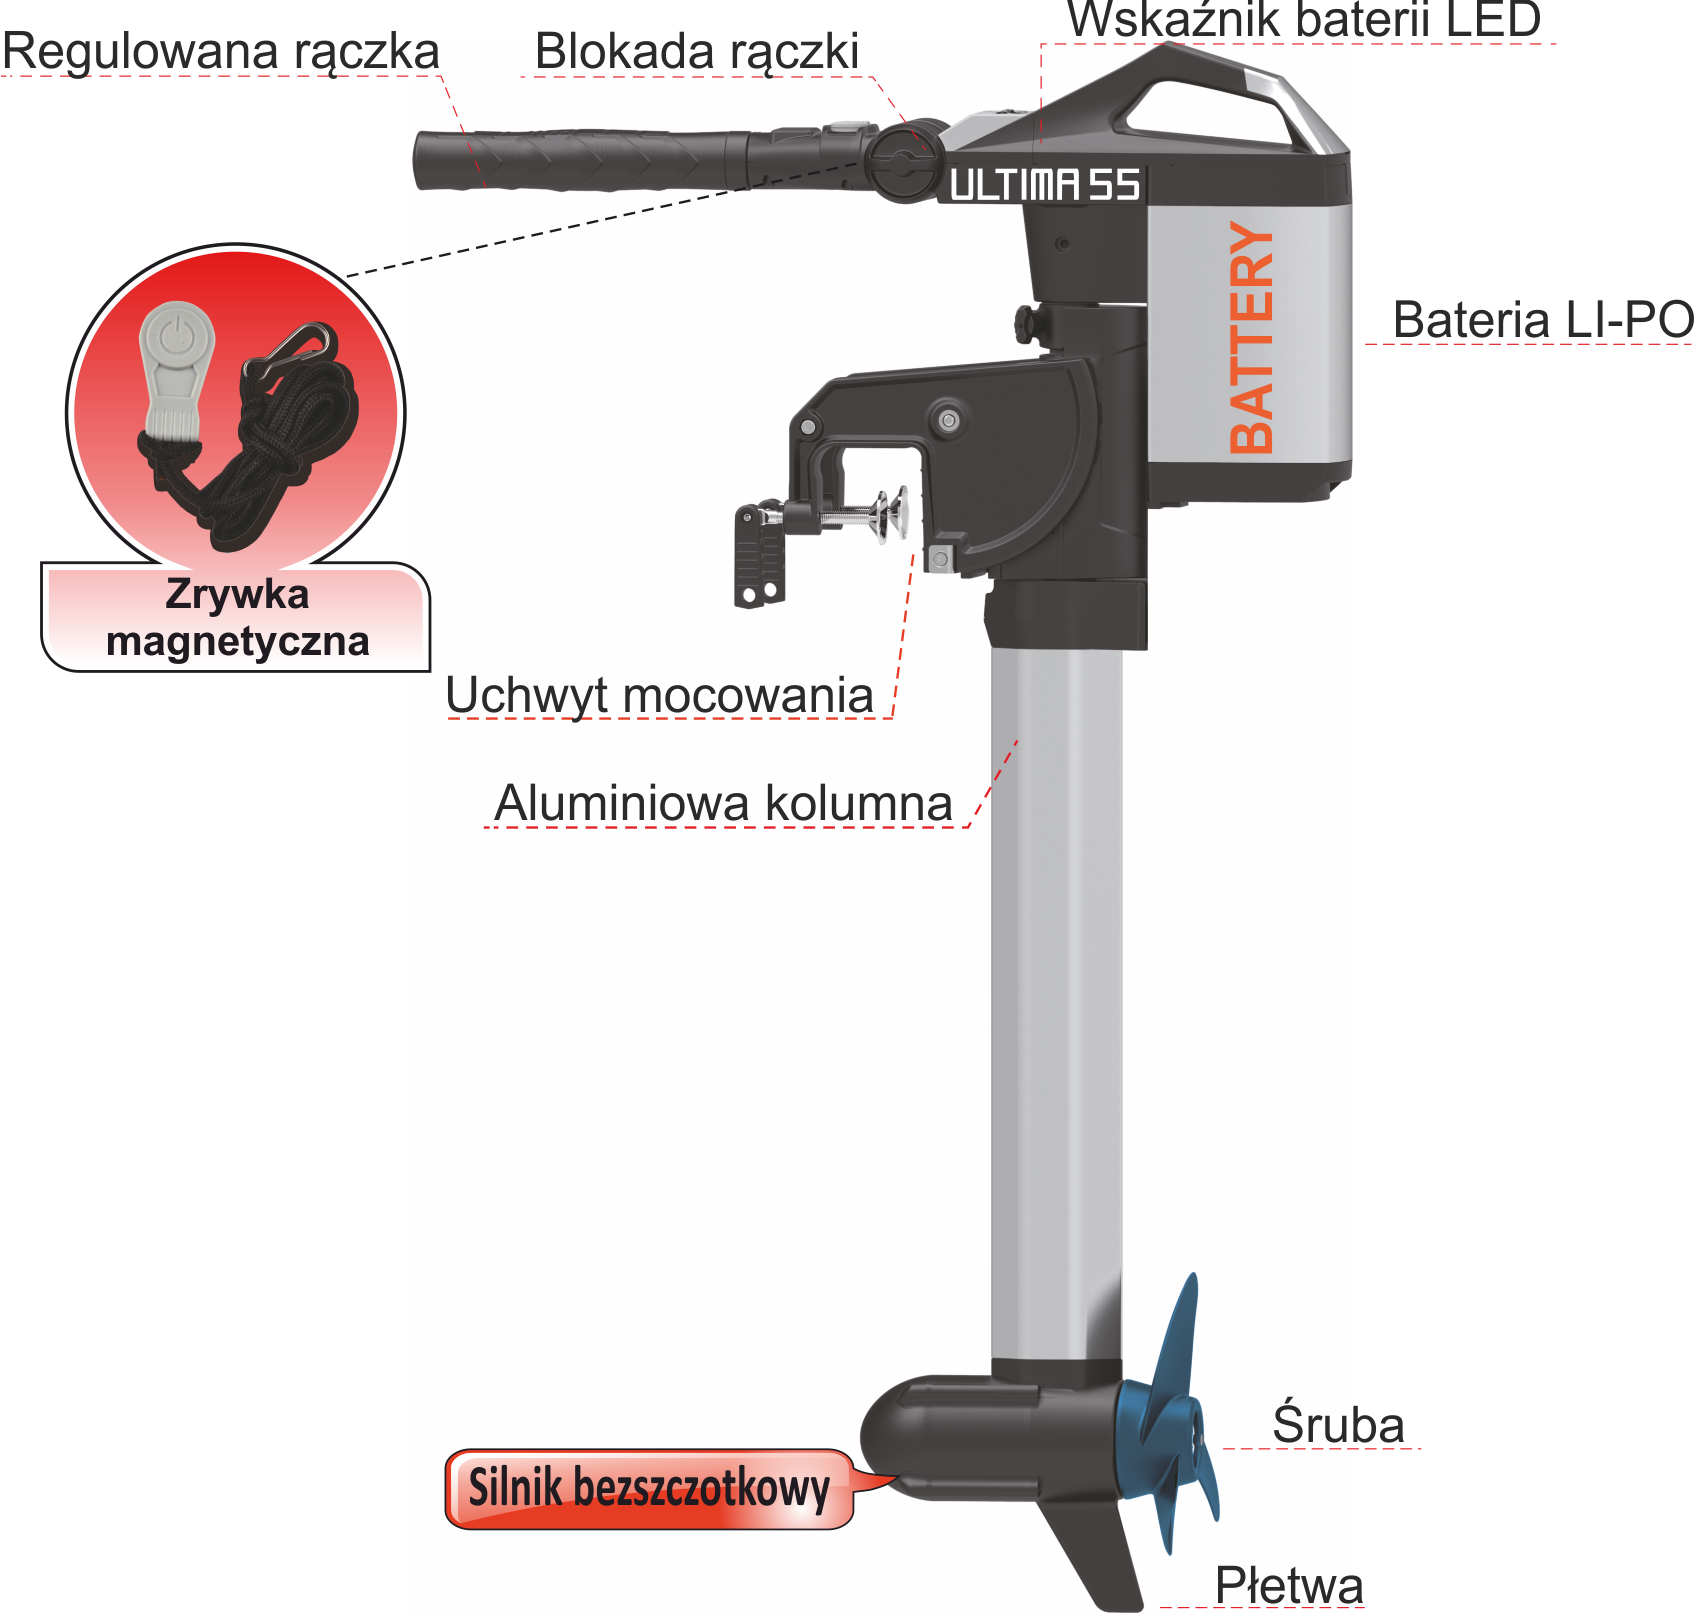 Wskaźnik baterii LED
Regulowana rączka
Blokada rączki
ULTIMA 55
BATTERY
Bateria LI-PO
Zrywka
magnetyczna
Uchwyt mocowania
Aluminiowa kolumna
Śruba
Silnik bezszczotkowy
Płetwa